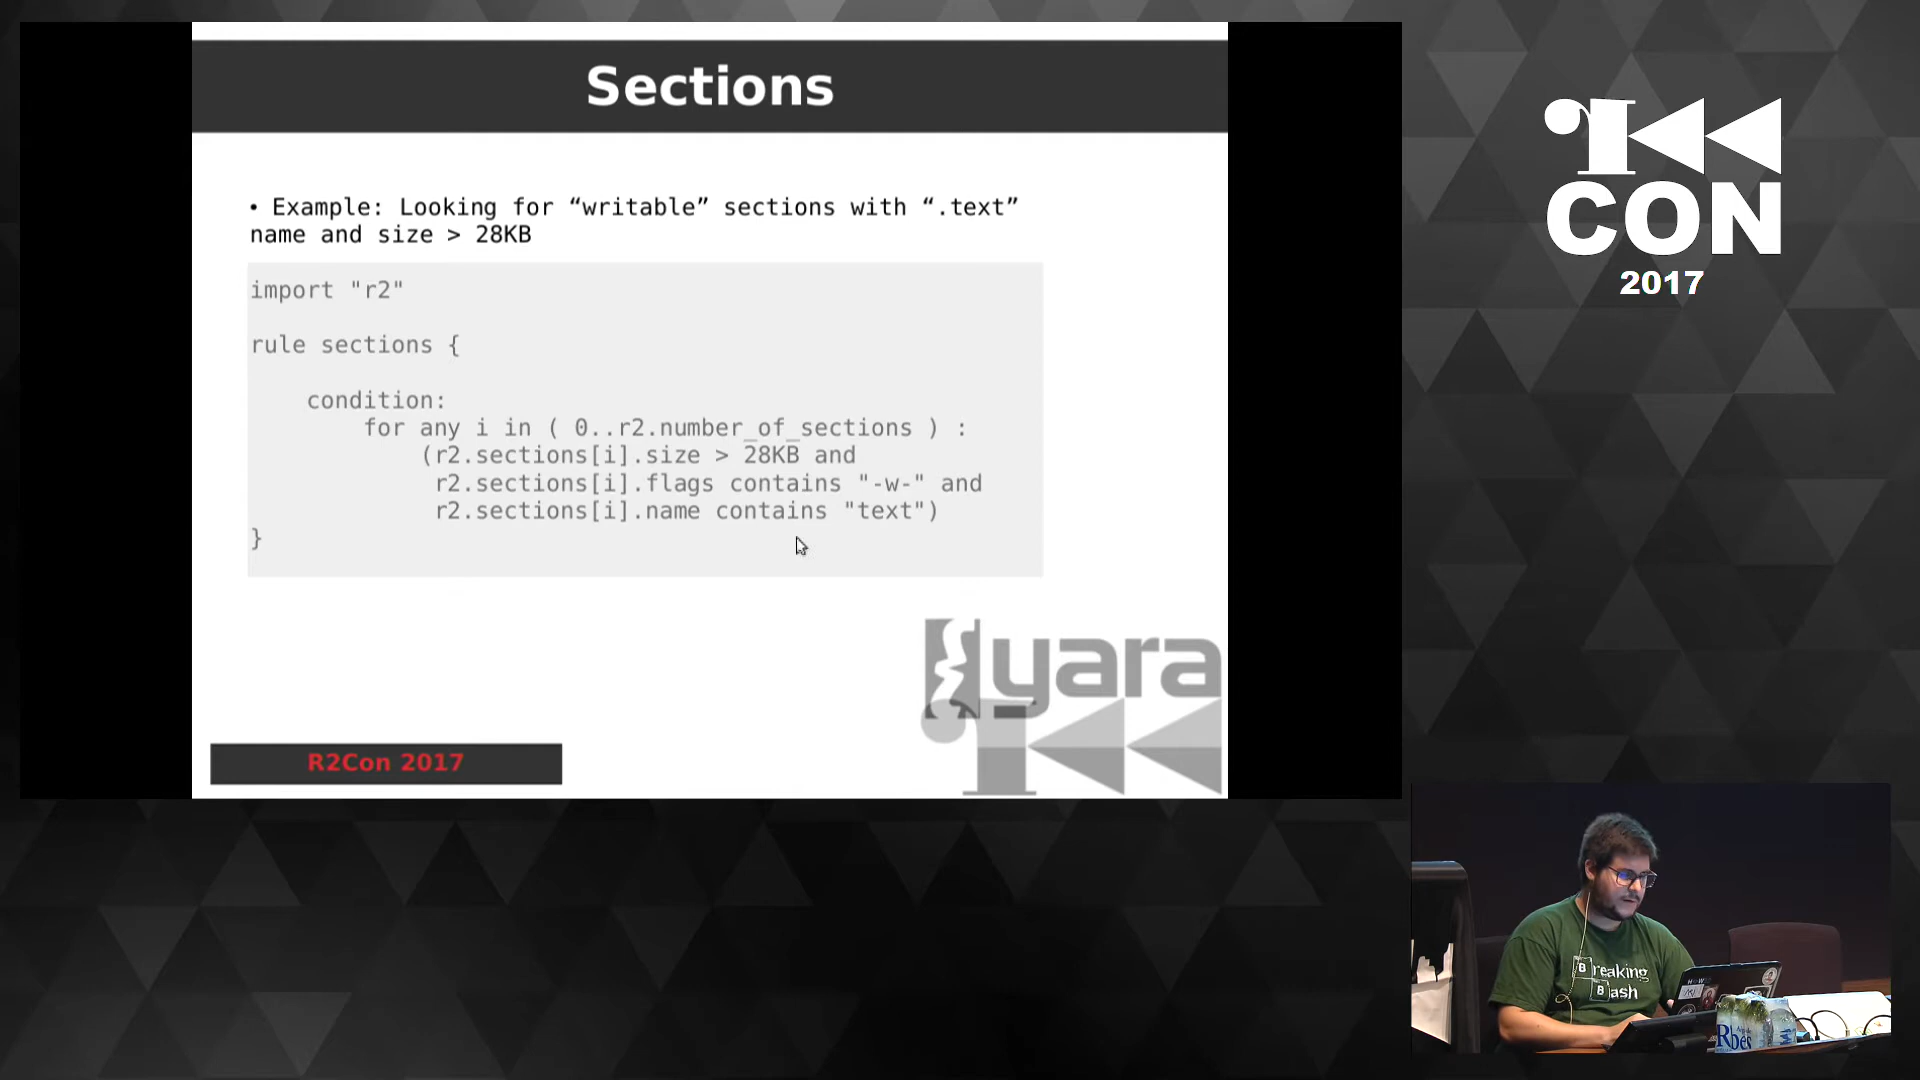 Sections
• Example: Looking for “writable” sections with “.text”
name and size > 28KB
import "r2"
rule sections {
condition:
for any i in ( 0..r2.number_of_sections ) :
(r2.sections[i].size > 28KB and
r2.sections[i].flags contains "-w-" and
r2.sections[i].name contains "text")
}
yara
R2Con 2017
CON
2017
Breaking
Bash